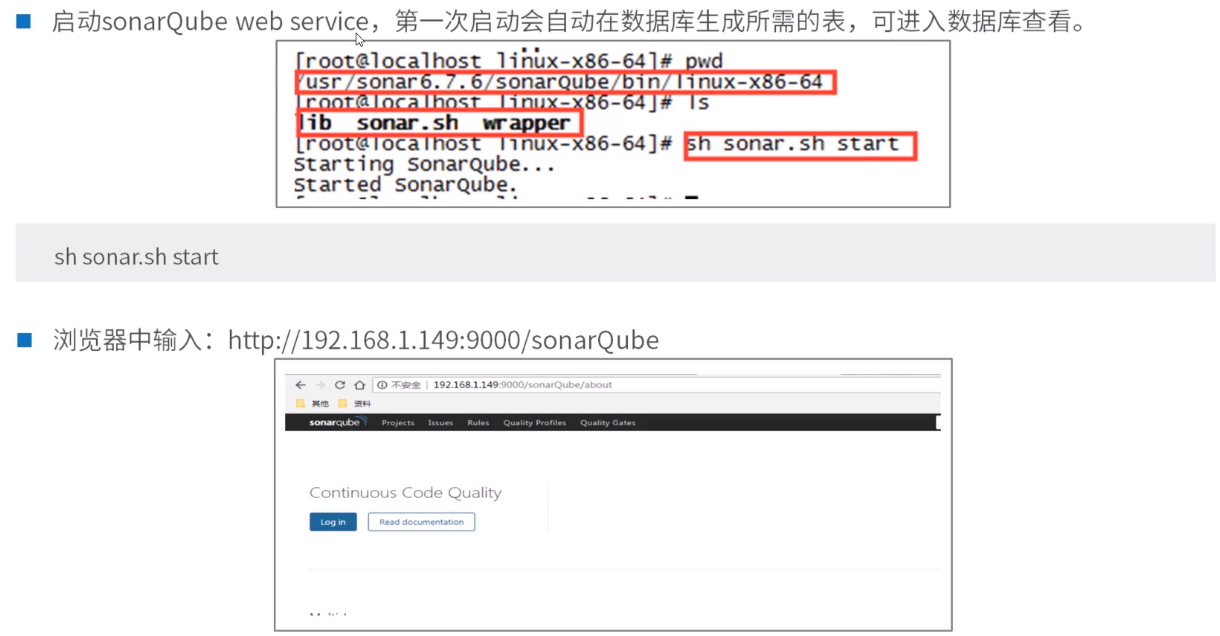 启动sonarQube web service，第一次启动会自动在数据库生成所需的表，可进入数据库查看。
[root@localhost linux-x86-64]# pwd
/usr/sonar6.7.6/sonarQube/bin/linux-x86-64
[root@localhost linux-x86-64]# ls
lib sonar.sh wrapper
[root@localhost linux-x86-64]# sh sonar.sh start
Starting SonarQube...
Started SonarQube.
sh sonar.sh start
浏览器中输入：http://192.168.1.149:9000/sonarQube
不安全 | 192.168.1.149:9000/sonarQube/about
其他 资料
sonarqube Projects Issues Rules Quality Profiles Quality Gates
Continuous Code Quality
Log in Read documentation